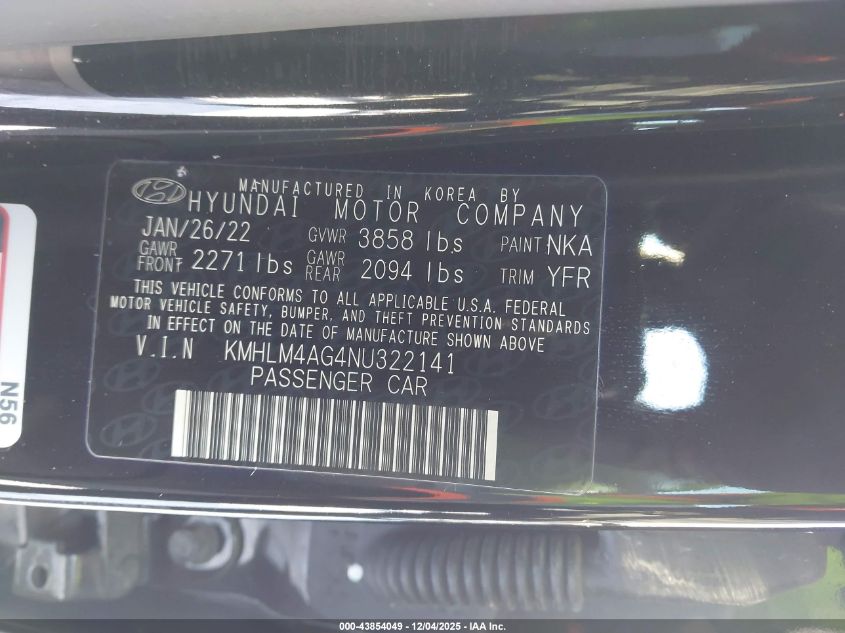 MANUFACTURED IN KOREA BY
HYUNDAI MOTOR COMPANY
JAN/26/22 GVWR 3858 lbs PAINT NKA
GAWR FRONT 2271 lbs GAWR REAR 2094 lbs TRIM YFR
THIS VEHICLE CONFORMS TO ALL APPLICABLE U.S.A. FEDERAL
MOTOR VEHICLE SAFETY, BUMPER, AND THEFT PREVENTION STANDARDS
IN EFFECT ON THE DATE OF MANUFACTURE SHOWN ABOVE
V.I.N KMHLM4AG4NU322141
PASSENGER CAR
N56
000-43854049 - 12/04/2025 - IAA Inc.